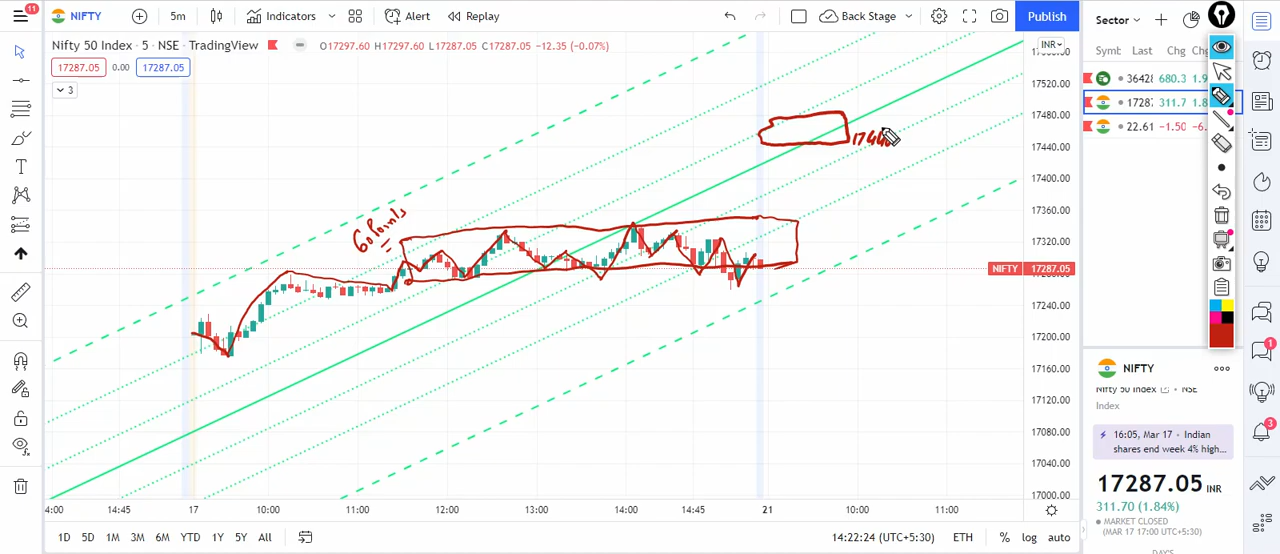 11
NIFTY
5m
Indicators
Alert
Replay
Back Stage
Publish
Nifty 50 Index · 5 · NSE · TradingView
O17297.60 H17297.60 L17287.05 C17287.05 −12.35 (−0.07%)
INR
17287.05 0.00 17287.05
3
17520.00
17480.00
17440.00
17400.00
17360.00
17320.00
NIFTY 17287.05
17240.00
17200.00
17160.00
17120.00
17080.00
17040.00
17000.00
60 Points
14:45
17
10:00
11:00
12:00
13:00
14:00
14:45
21
10:00
11:00
1D 5D 1M 3M 6M YTD 1Y 5Y All
14:22:24 (UTC+5:30) ETH % log auto
Sector
Symb Last Chg
680.3
311.7
22.61 −1.50 −6.
NIFTY
Nifty 50 Index · NSE
Index
16:05, Mar 17 · Indian
shares end week 4% high...
17287.05 INR
311.70 (1.84%)
MARKET CLOSED
(MAR 17 17:00 UTC+5:30)
1
3